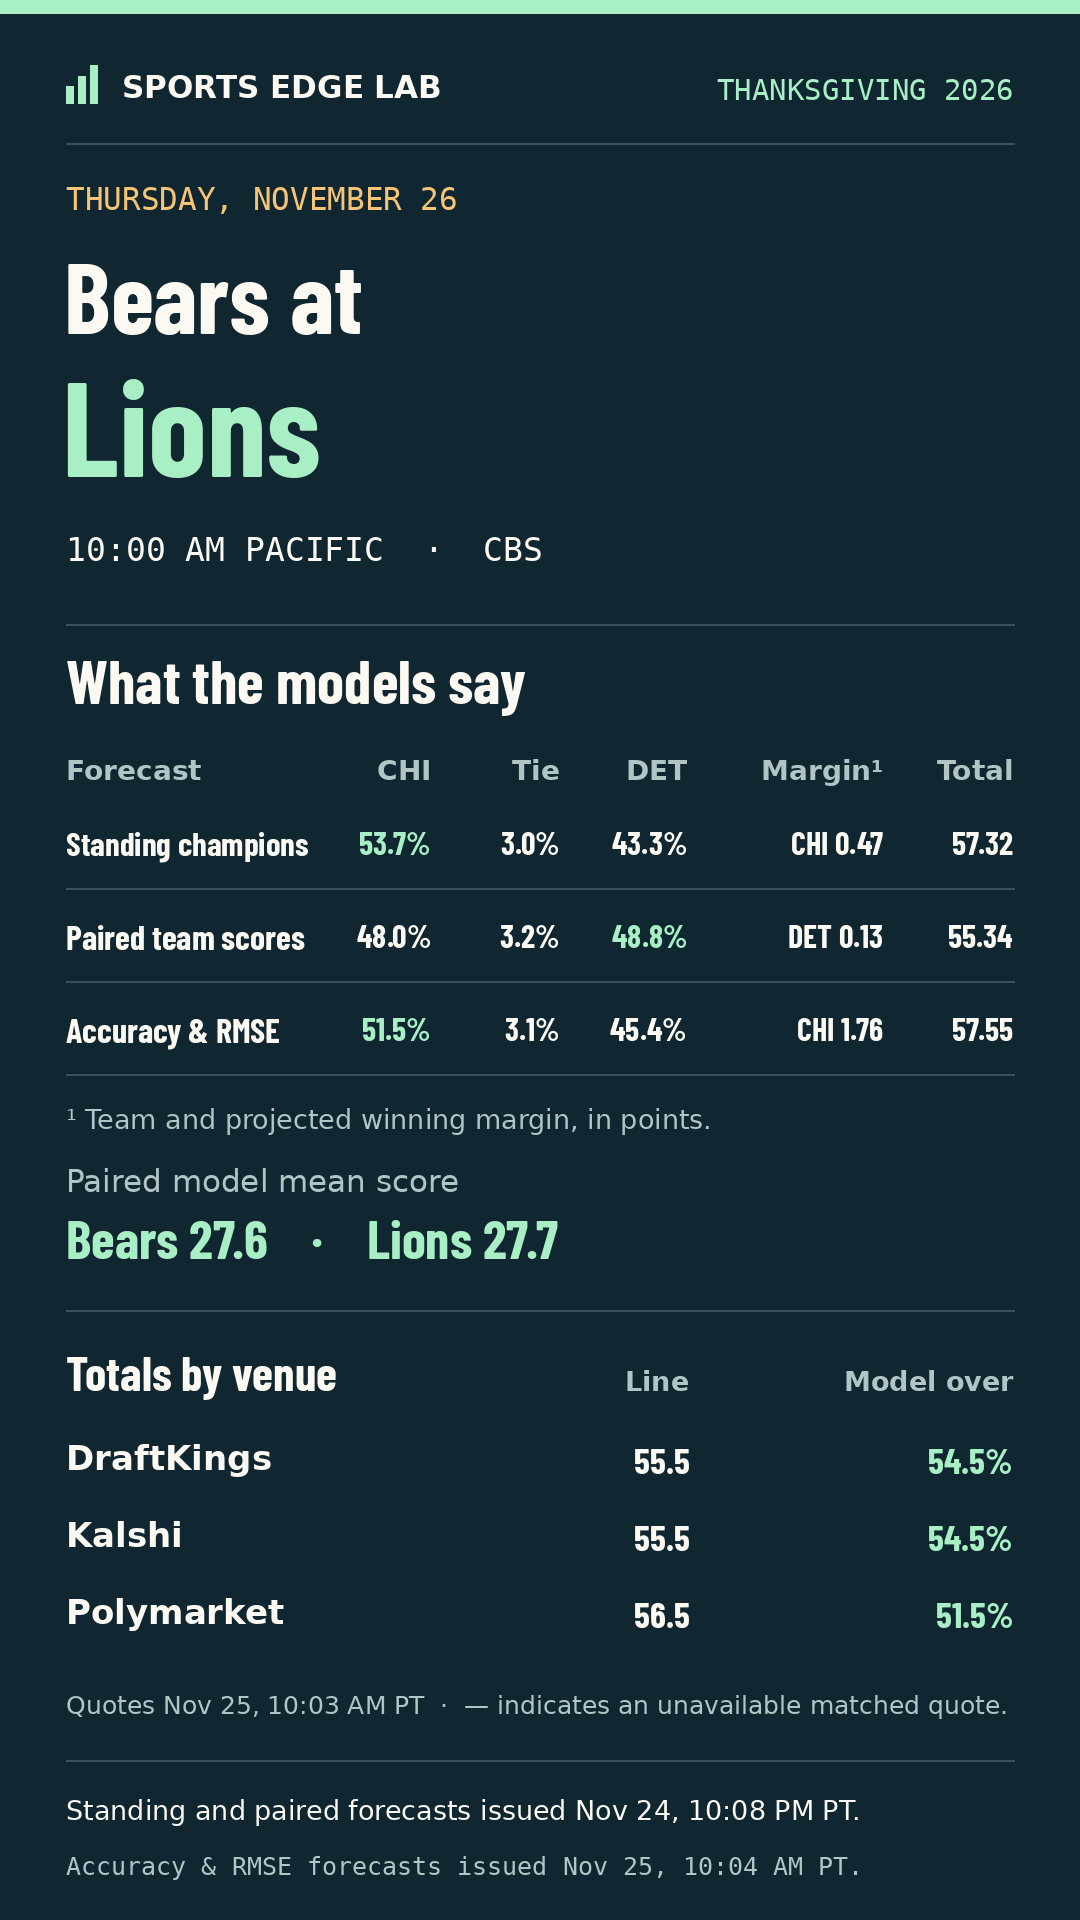 SPORTS EDGE LAB THANKSGIVING 2026
THURSDAY, NOVEMBER 26
Bears at
Lions
10:00 AM PACIFIC · CBS
What the models say
Forecast CHI Tie DET Margin¹ Total
Standing champions 53.7% 3.0% 43.3% CHI 0.47 57.32
Paired team scores 48.0% 3.2% 48.8% DET 0.13 55.34
Accuracy & RMSE 51.5% 3.1% 45.4% CHI 1.76 57.55
¹ Team and projected winning margin, in points.
Paired model mean score
Bears 27.6 · Lions 27.7
Totals by venue Line Model over
DraftKings 55.5 54.5%
Kalshi 55.5 54.5%
Polymarket 56.5 51.5%
Quotes Nov 25, 10:03 AM PT · — indicates an unavailable matched quote.
Standing and paired forecasts issued Nov 24, 10:08 PM PT.
Accuracy & RMSE forecasts issued Nov 25, 10:04 AM PT.